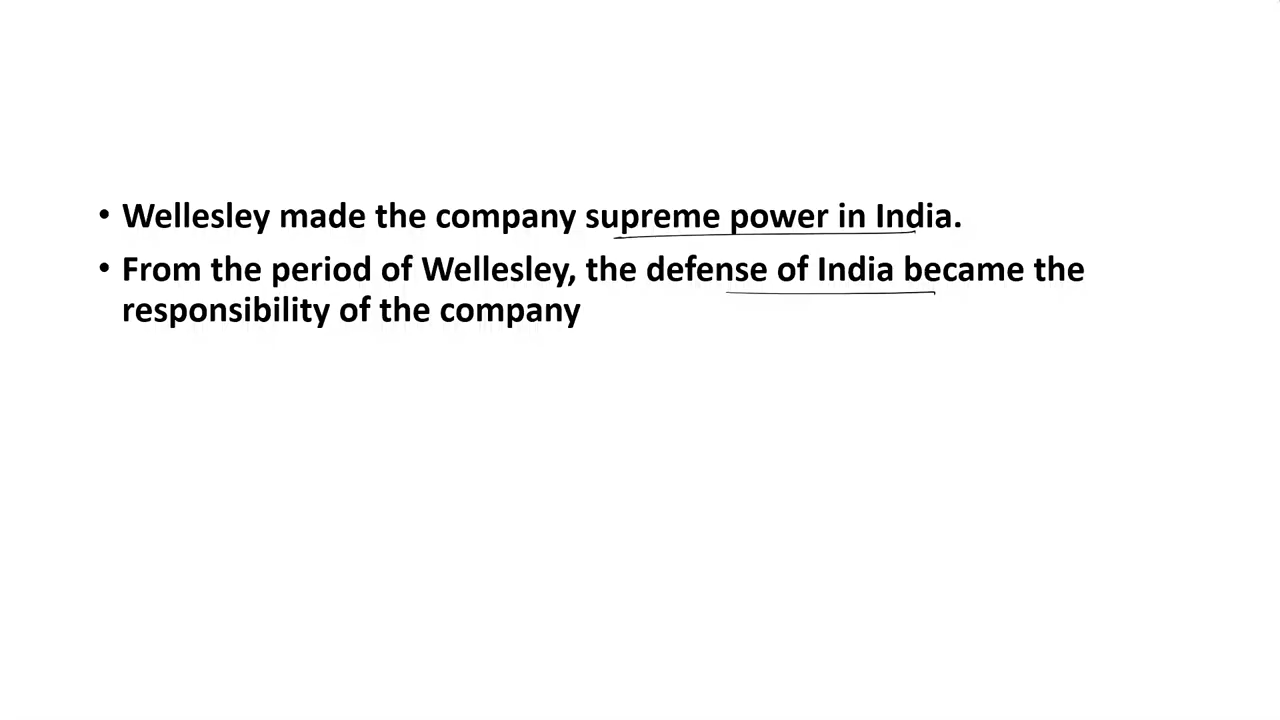 • Wellesley made the company supreme power in India.
• From the period of Wellesley, the defense of India became the
responsibility of the company